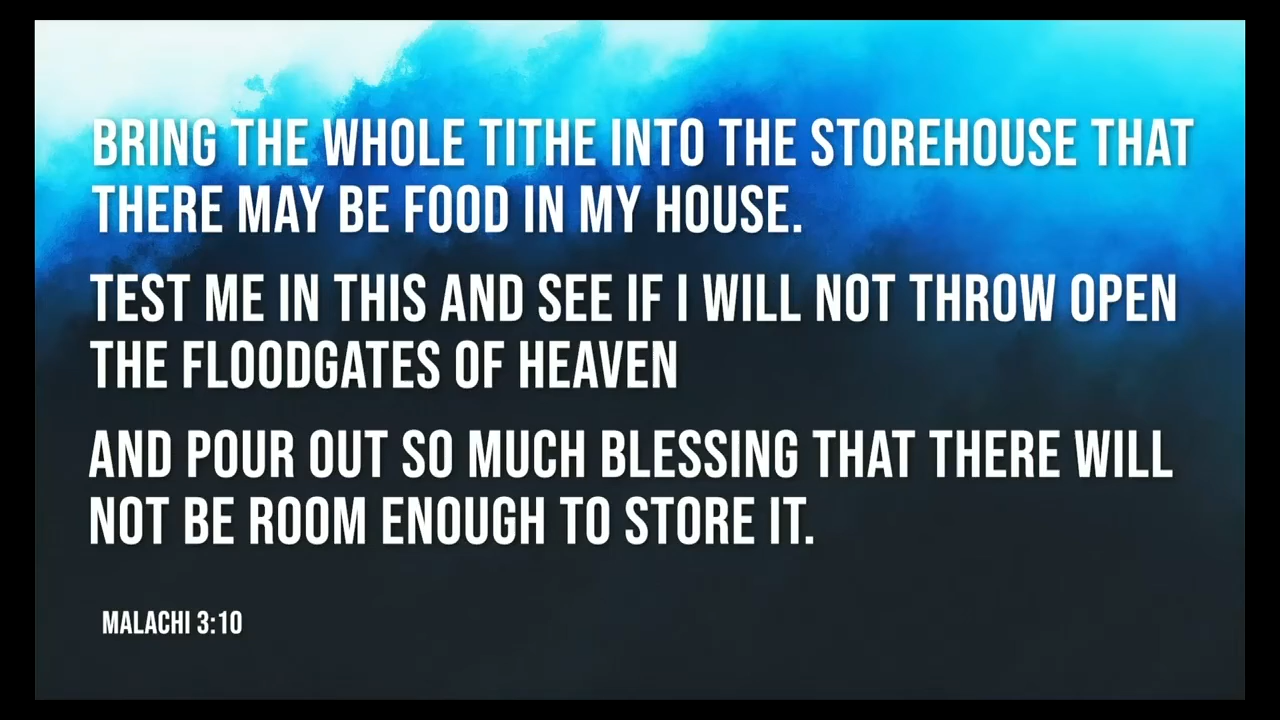 BRING THE WHOLE TITHE INTO THE STOREHOUSE THAT
THERE MAY BE FOOD IN MY HOUSE.
TEST ME IN THIS AND SEE IF I WILL NOT THROW OPEN
THE FLOODGATES OF HEAVEN
AND POUR OUT SO MUCH BLESSING THAT THERE WILL
NOT BE ROOM ENOUGH TO STORE IT.
MALACHI 3:10